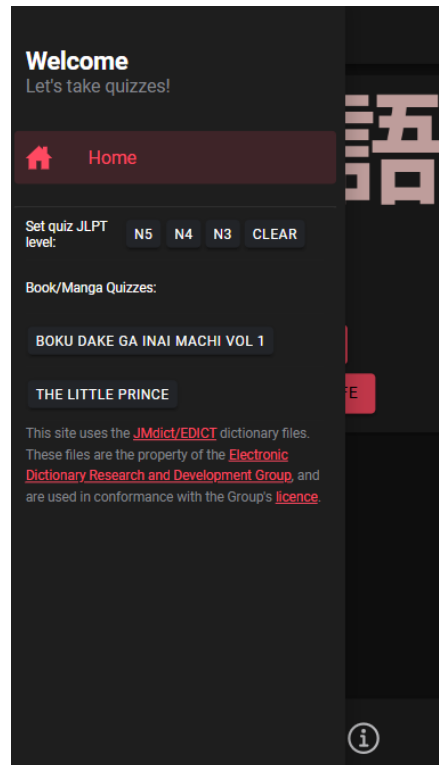 Welcome
Let's take quizzes!
語
Home
Set quiz JLPT
level:
N5 N4 N3 CLEAR
Book/Manga Quizzes:
BOKU DAKE GA INAI MACHI VOL 1
THE LITTLE PRINCE
This site uses the JMdict/EDICT dictionary files.
These files are the property of the Electronic
Dictionary Research and Development Group, and
are used in conformance with the Group's licence.